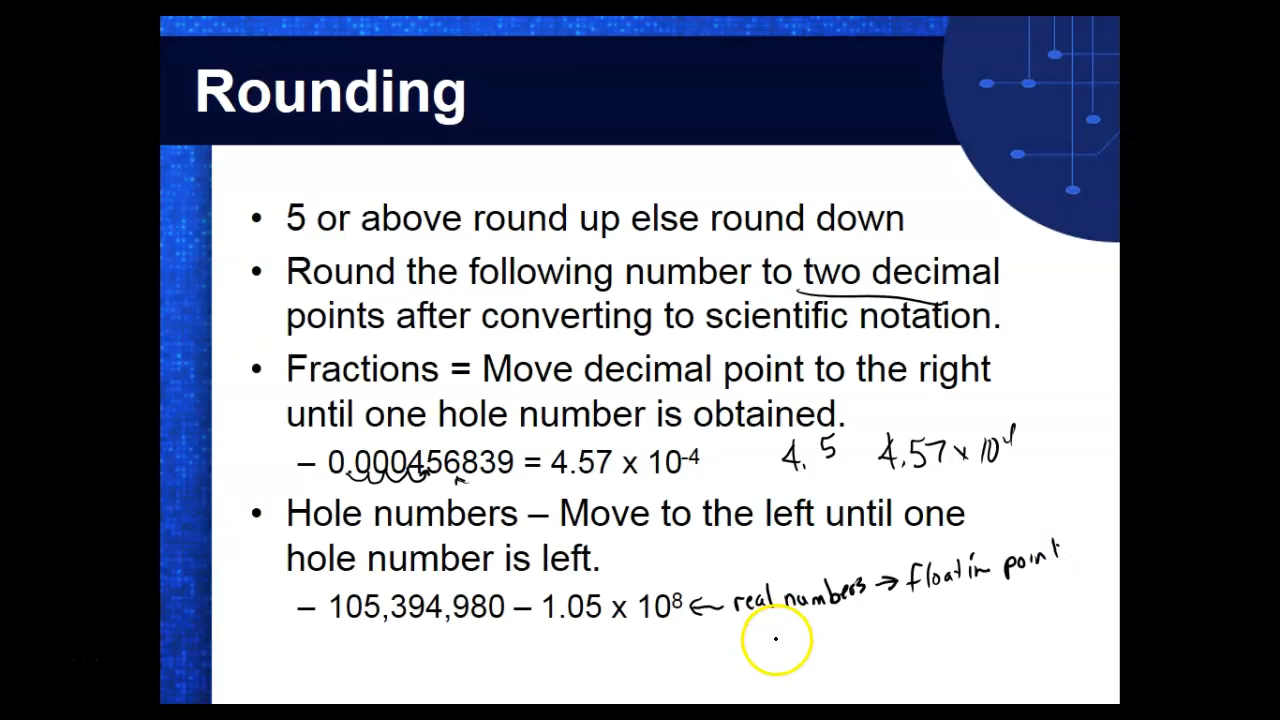 Rounding
• 5 or above round up else round down
• Round the following number to two decimal
points after converting to scientific notation.
• Fractions = Move decimal point to the right
until one hole number is obtained.
– 0.000456839 = 4.57 x 10⁻⁴
4.5 4.57 x 10⁻⁴
• Hole numbers – Move to the left until one
hole number is left.
– 105,394,980 – 1.05 x 10⁸ ← real numbers → floatin point